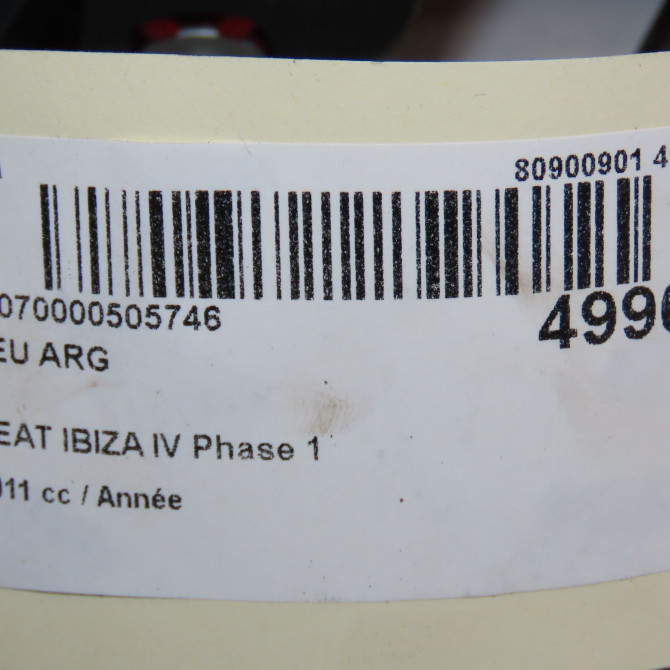 80900901 4
070000505746
499
EU ARG
EAT IBIZA IV Phase 1
011 cc / Année